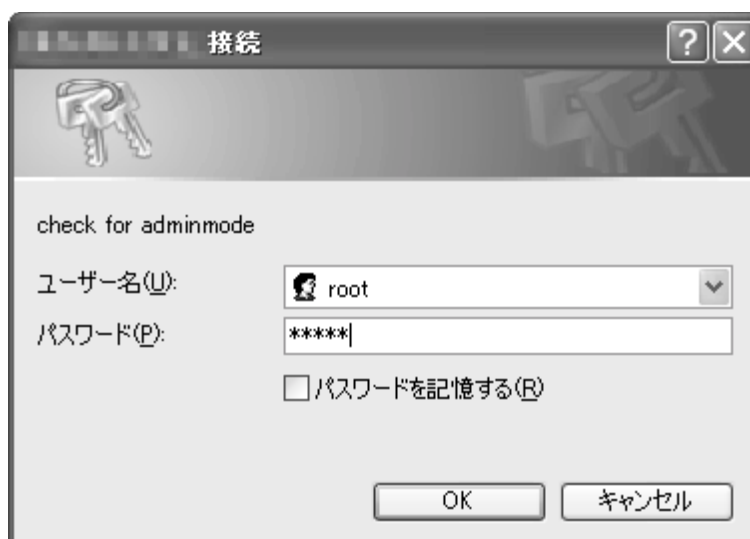 接続
check for adminmode
ユーザー名(U):
root
パスワード(P):
*****
パスワードを記憶する(R)
OK
キャンセル